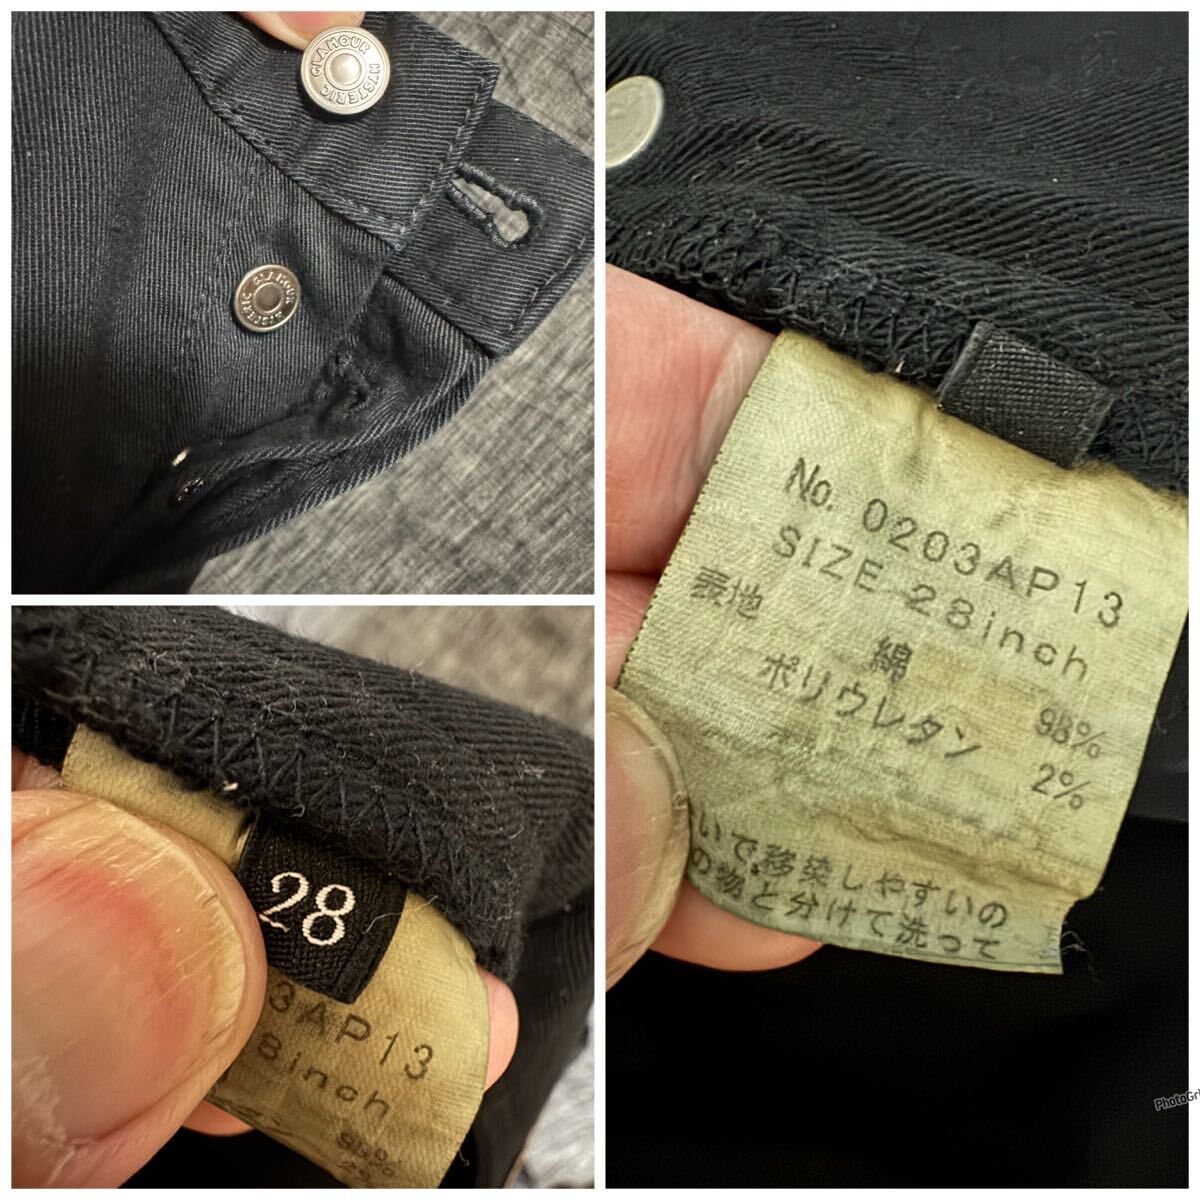 GLAMOUR HYSTERIC
GLAMOUR HYSTERIC
28
3AP13
8inch
No. 0203AP13
SIZE 28inch
表地 綿 98%
ポリウレタン 2%
いで移染しやすいの
の物と分けて洗って